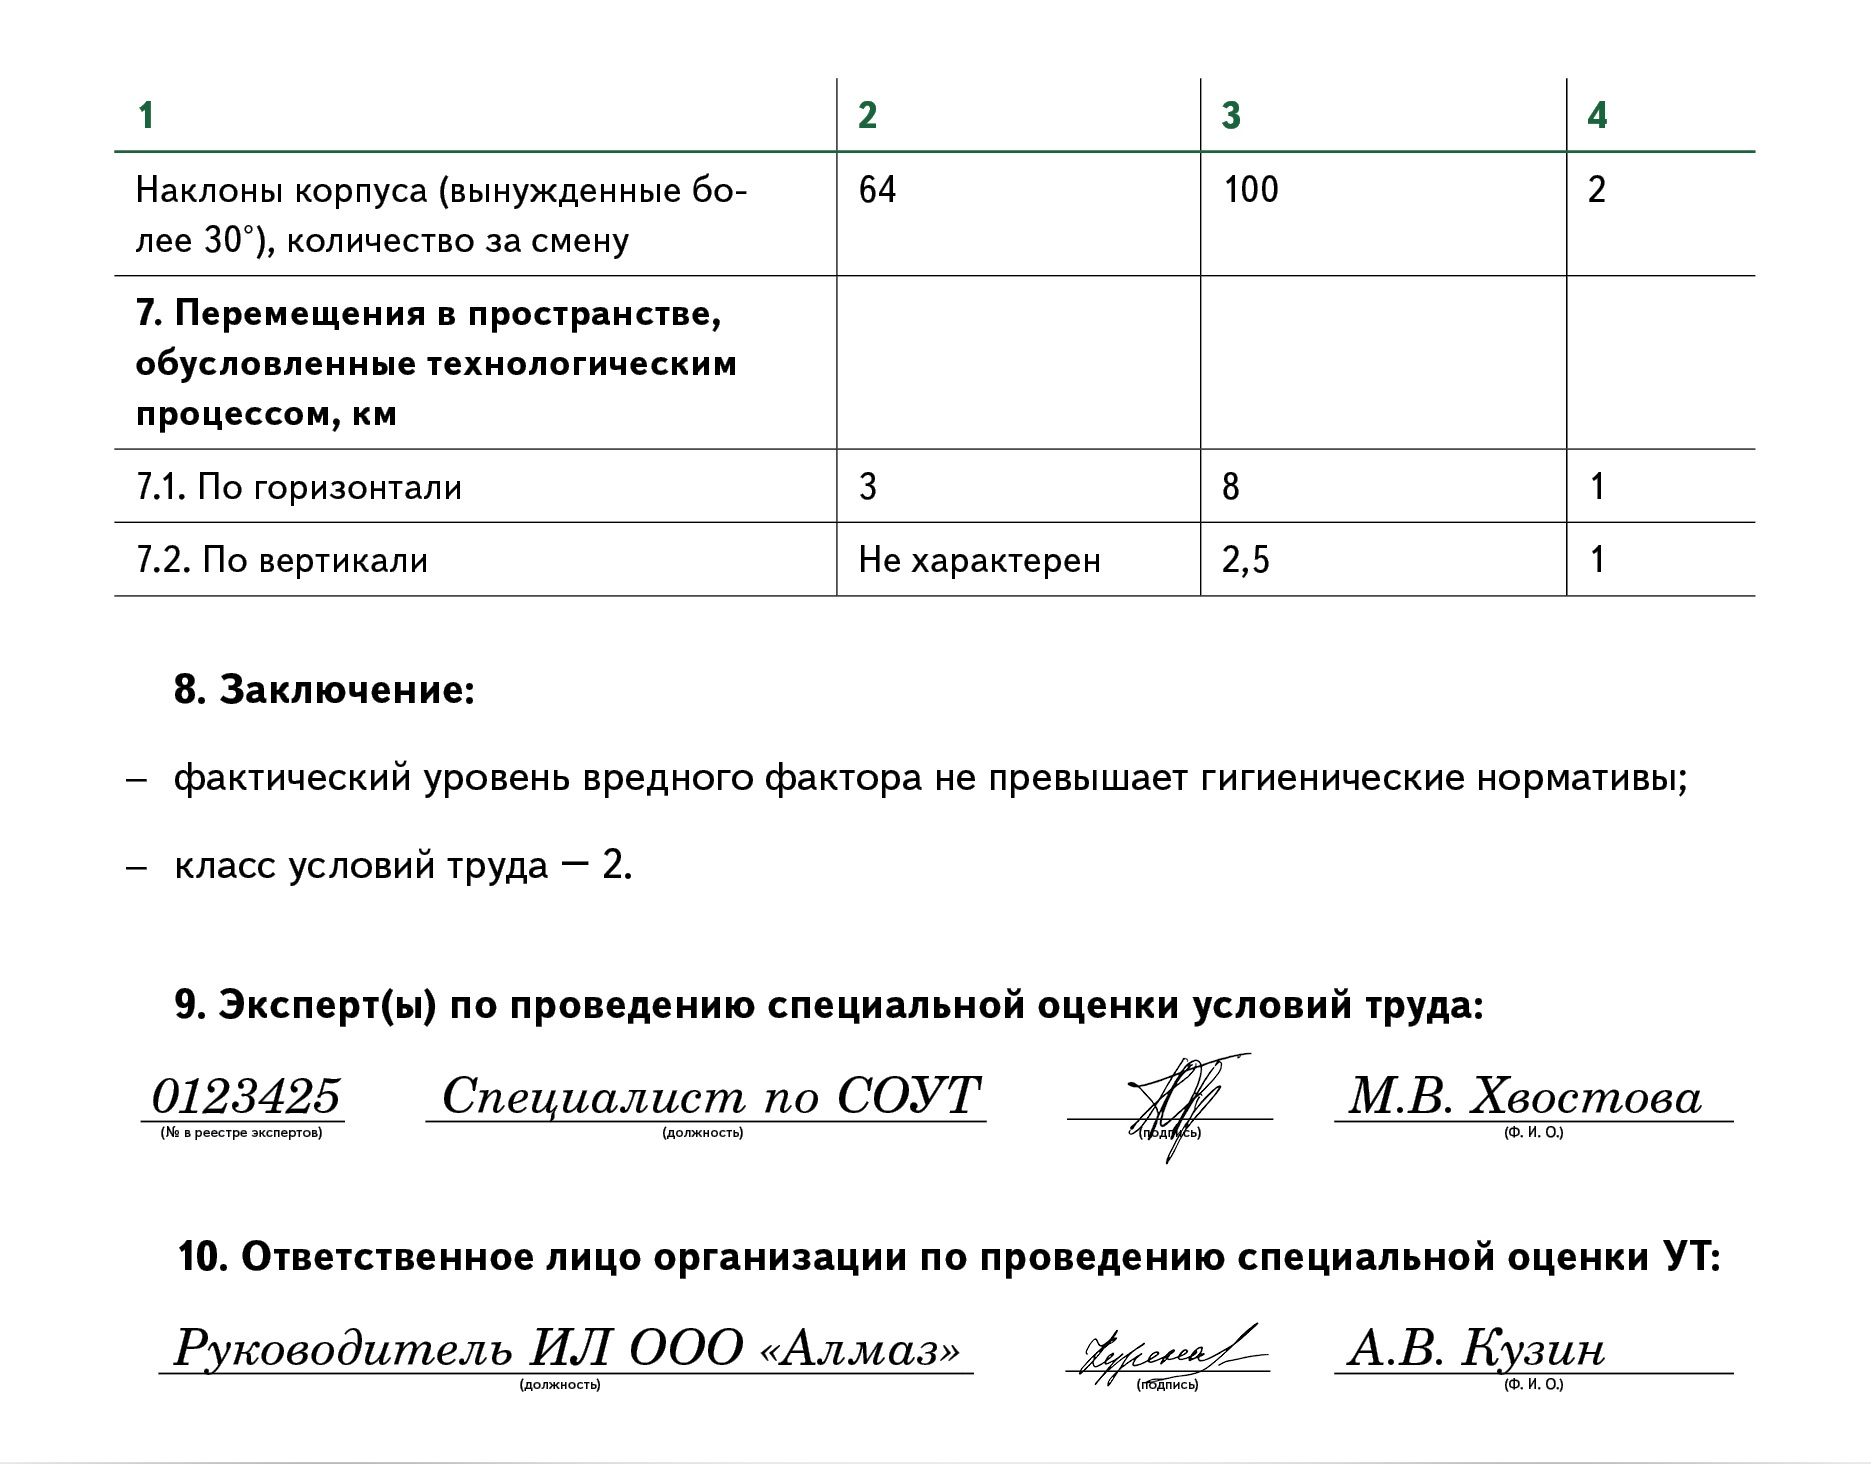 1 2 3 4
Наклоны корпуса (вынужденные бо- 64 100 2
лее 30°), количество за смену
7. Перемещения в пространстве,
обусловленные технологическим
процессом, км
7.1. По горизонтали 3 8 1
7.2. По вертикали Не характерен 2,5 1
8. Заключение:
– фактический уровень вредного фактора не превышает гигиенические нормативы;
– класс условий труда — 2.
9. Эксперт(ы) по проведению специальной оценки условий труда:
0123425 Специалист по СОУТ М.В. Хвостова
(№ в реестре экспертов) (должность) (подпись) (Ф. И. О.)
10. Ответственное лицо организации по проведению специальной оценки УТ:
Руководитель ИЛ ООО «Алмаз» А.В. Кузин
(должность) (подпись) (Ф. И. О.)